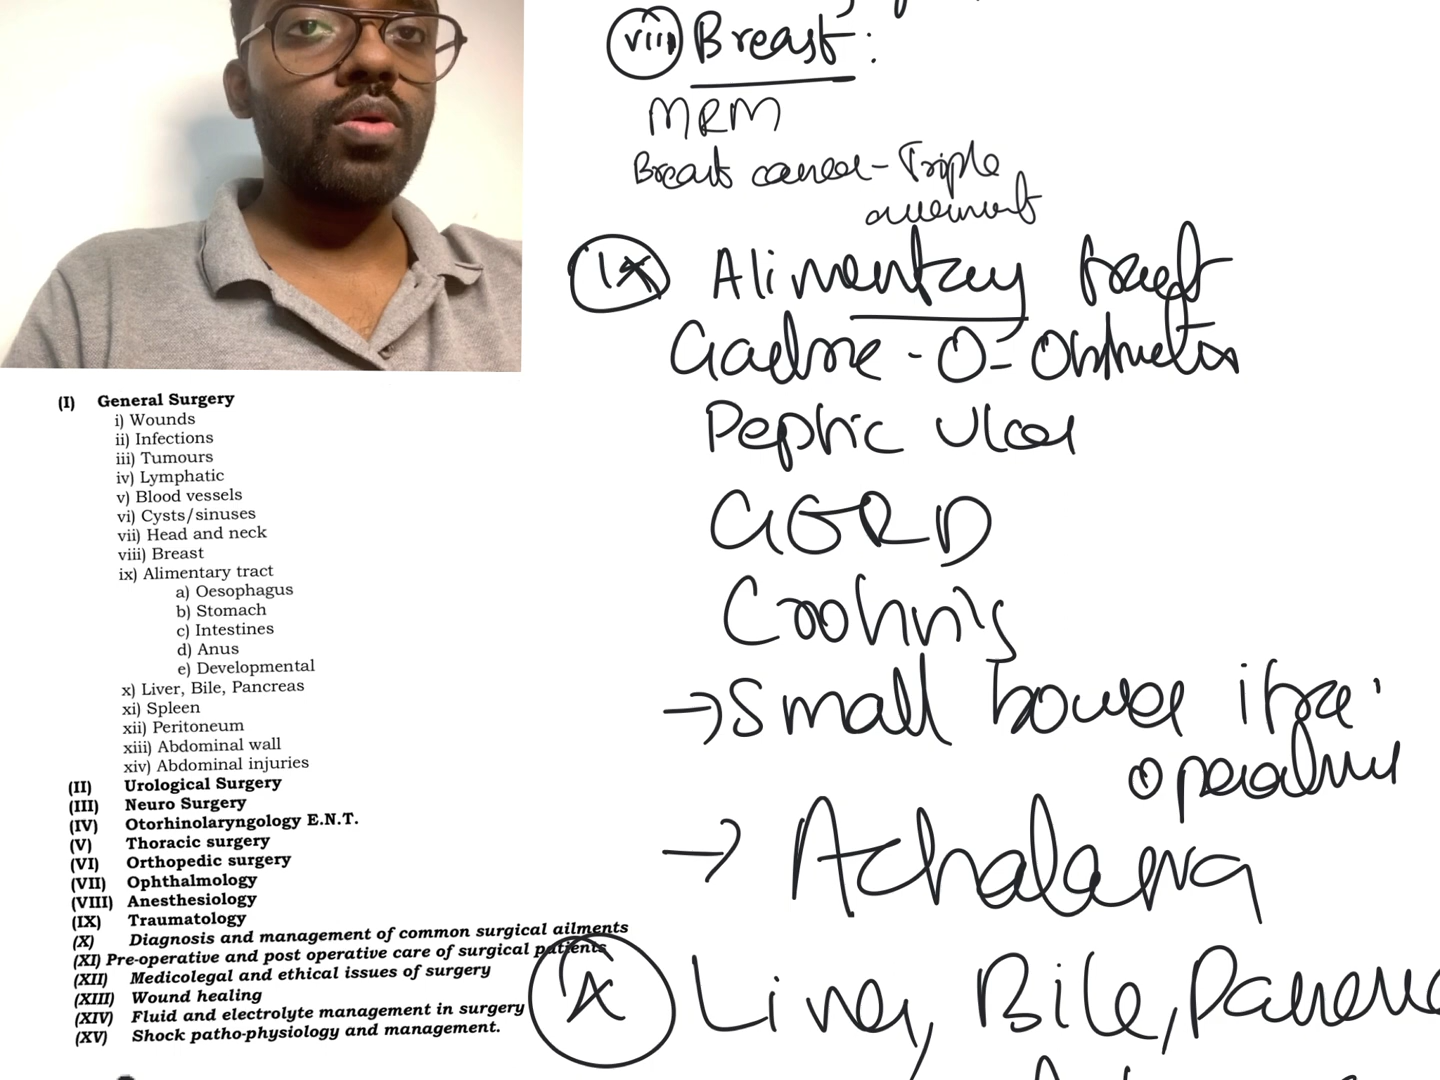 (I) General Surgery
i) Wounds
ii) Infections
iii) Tumours
iv) Lymphatic
v) Blood vessels
vi) Cysts/sinuses
vii) Head and neck
viii) Breast
ix) Alimentary tract
a) Oesophagus
b) Stomach
c) Intestines
d) Anus
e) Developmental
x) Liver, Bile, Pancreas
xi) Spleen
xii) Peritoneum
xiii) Abdominal wall
xiv) Abdominal injuries
(II) Urological Surgery
(III) Neuro Surgery
(IV) Otorhinolaryngology E.N.T.
(V) Thoracic surgery
(VI) Orthopedic surgery
(VII) Ophthalmology
(VIII) Anesthesiology
(IX) Traumatology
(X) Diagnosis and management of common surgical ailments
(XI) Pre-operative and post operative care of surgical patients
(XII) Medicolegal and ethical issues of surgery
(XIII) Wound healing
(XIV) Fluid and electrolyte management in surgery
(XV) Shock patho-physiology and management.
viii Breast:
MRM
Breast cancer - Triple
ix Alimentary tract
Peptic Ulcer
GERD
Crohn's
→ Small bowel
→ Achalasia
X Liver, Bile,